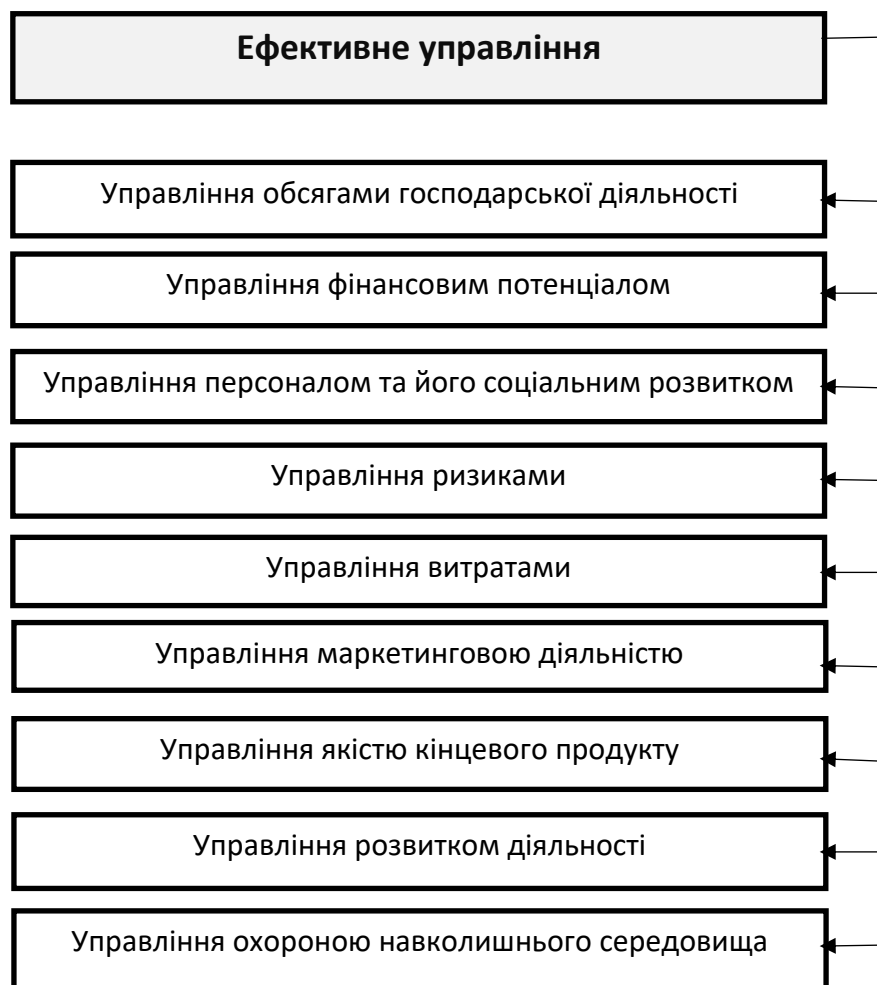 Ефективне управління
Управління обсягами господарської діяльності
Управління фінансовим потенціалом
Управління персоналом та його соціальним розвитком
Управління ризиками
Управління витратами
Управління маркетинговою діяльністю
Управління якістю кінцевого продукту
Управління розвитком діяльності
Управління охороною навколишнього середовища